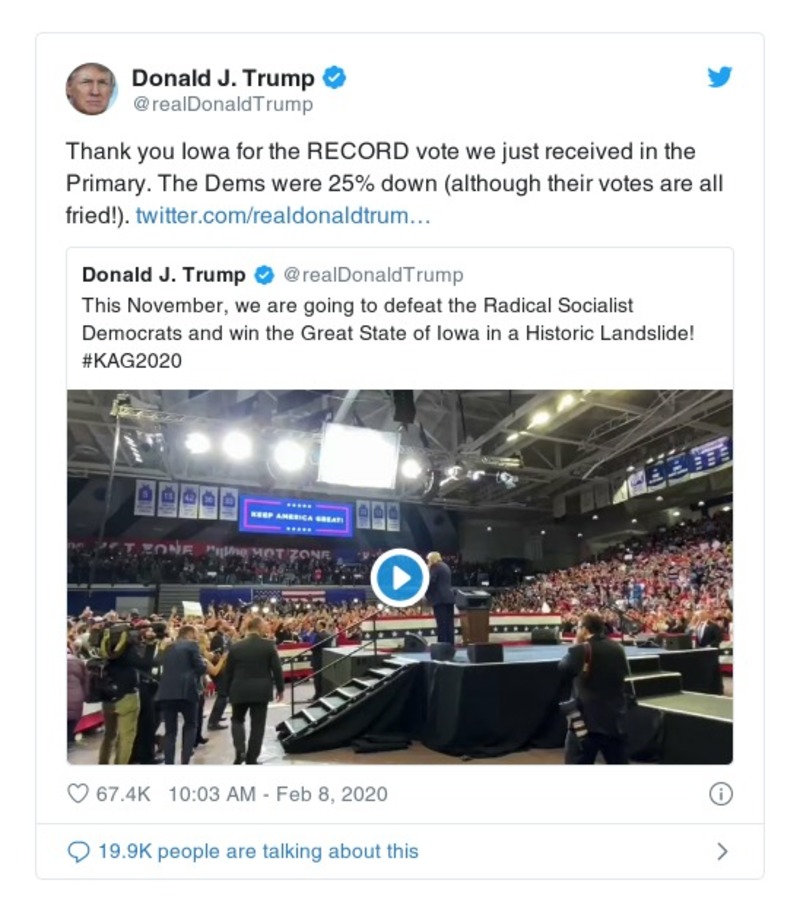 Donald J. Trump
@realDonaldTrump
Thank you Iowa for the RECORD vote we just received in the
Primary. The Dems were 25% down (although their votes are all
fried!). twitter.com/realdonaldtrum…
Donald J. Trump @realDonaldTrump
This November, we are going to defeat the Radical Socialist
Democrats and win the Great State of Iowa in a Historic Landslide!
#KAG2020
KEEP AMERICA GREAT!
HOT ZONE
67.4K 10:03 AM - Feb 8, 2020
19.9K people are talking about this